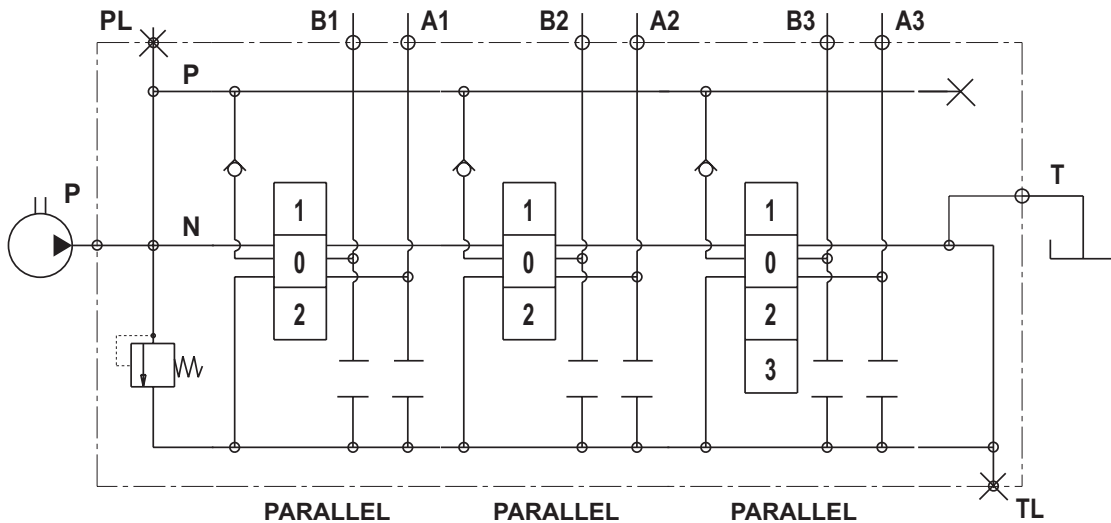 PL B1 A1 B2 A2 B3 A3
P
P T
N
1 1 1
0 0 0
2 2 2
3
TL
PARALLEL PARALLEL PARALLEL